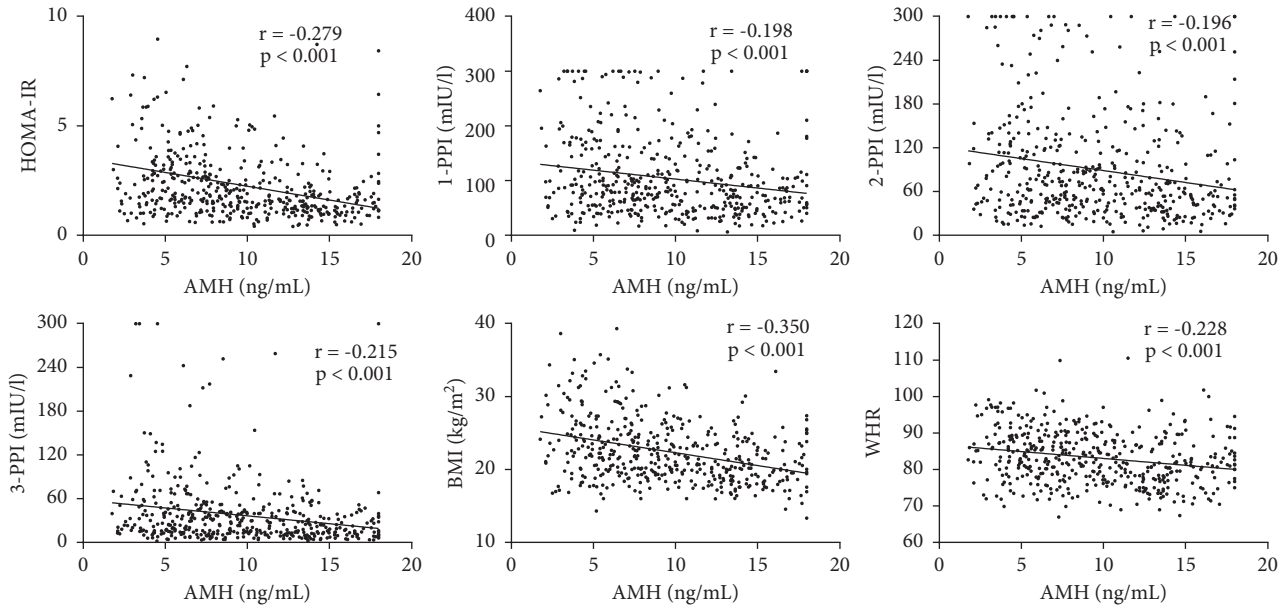 HOMA-IR
10
5
0
0 5 10 15 20
AMH (ng/mL)
r = -0.279
p < 0.001
1-PPI (mIU/l)
400
300
200
100
0
0 5 10 15 20
AMH (ng/mL)
r = -0.198
p < 0.001
2-PPI (mIU/l)
300
240
180
120
60
0
0 5 10 15 20
AMH (ng/mL)
r = -0.196
p < 0.001
3-PPI (mIU/l)
300
240
180
120
60
0
0 5 10 15 20
AMH (ng/mL)
r = -0.215
p < 0.001
BMI (kg/m²)
40
30
20
10
0 5 10 15 20
AMH (ng/mL)
r = -0.350
p < 0.001
WHR
120
110
100
90
80
70
60
0 5 10 15 20
AMH (ng/mL)
r = -0.228
p < 0.001